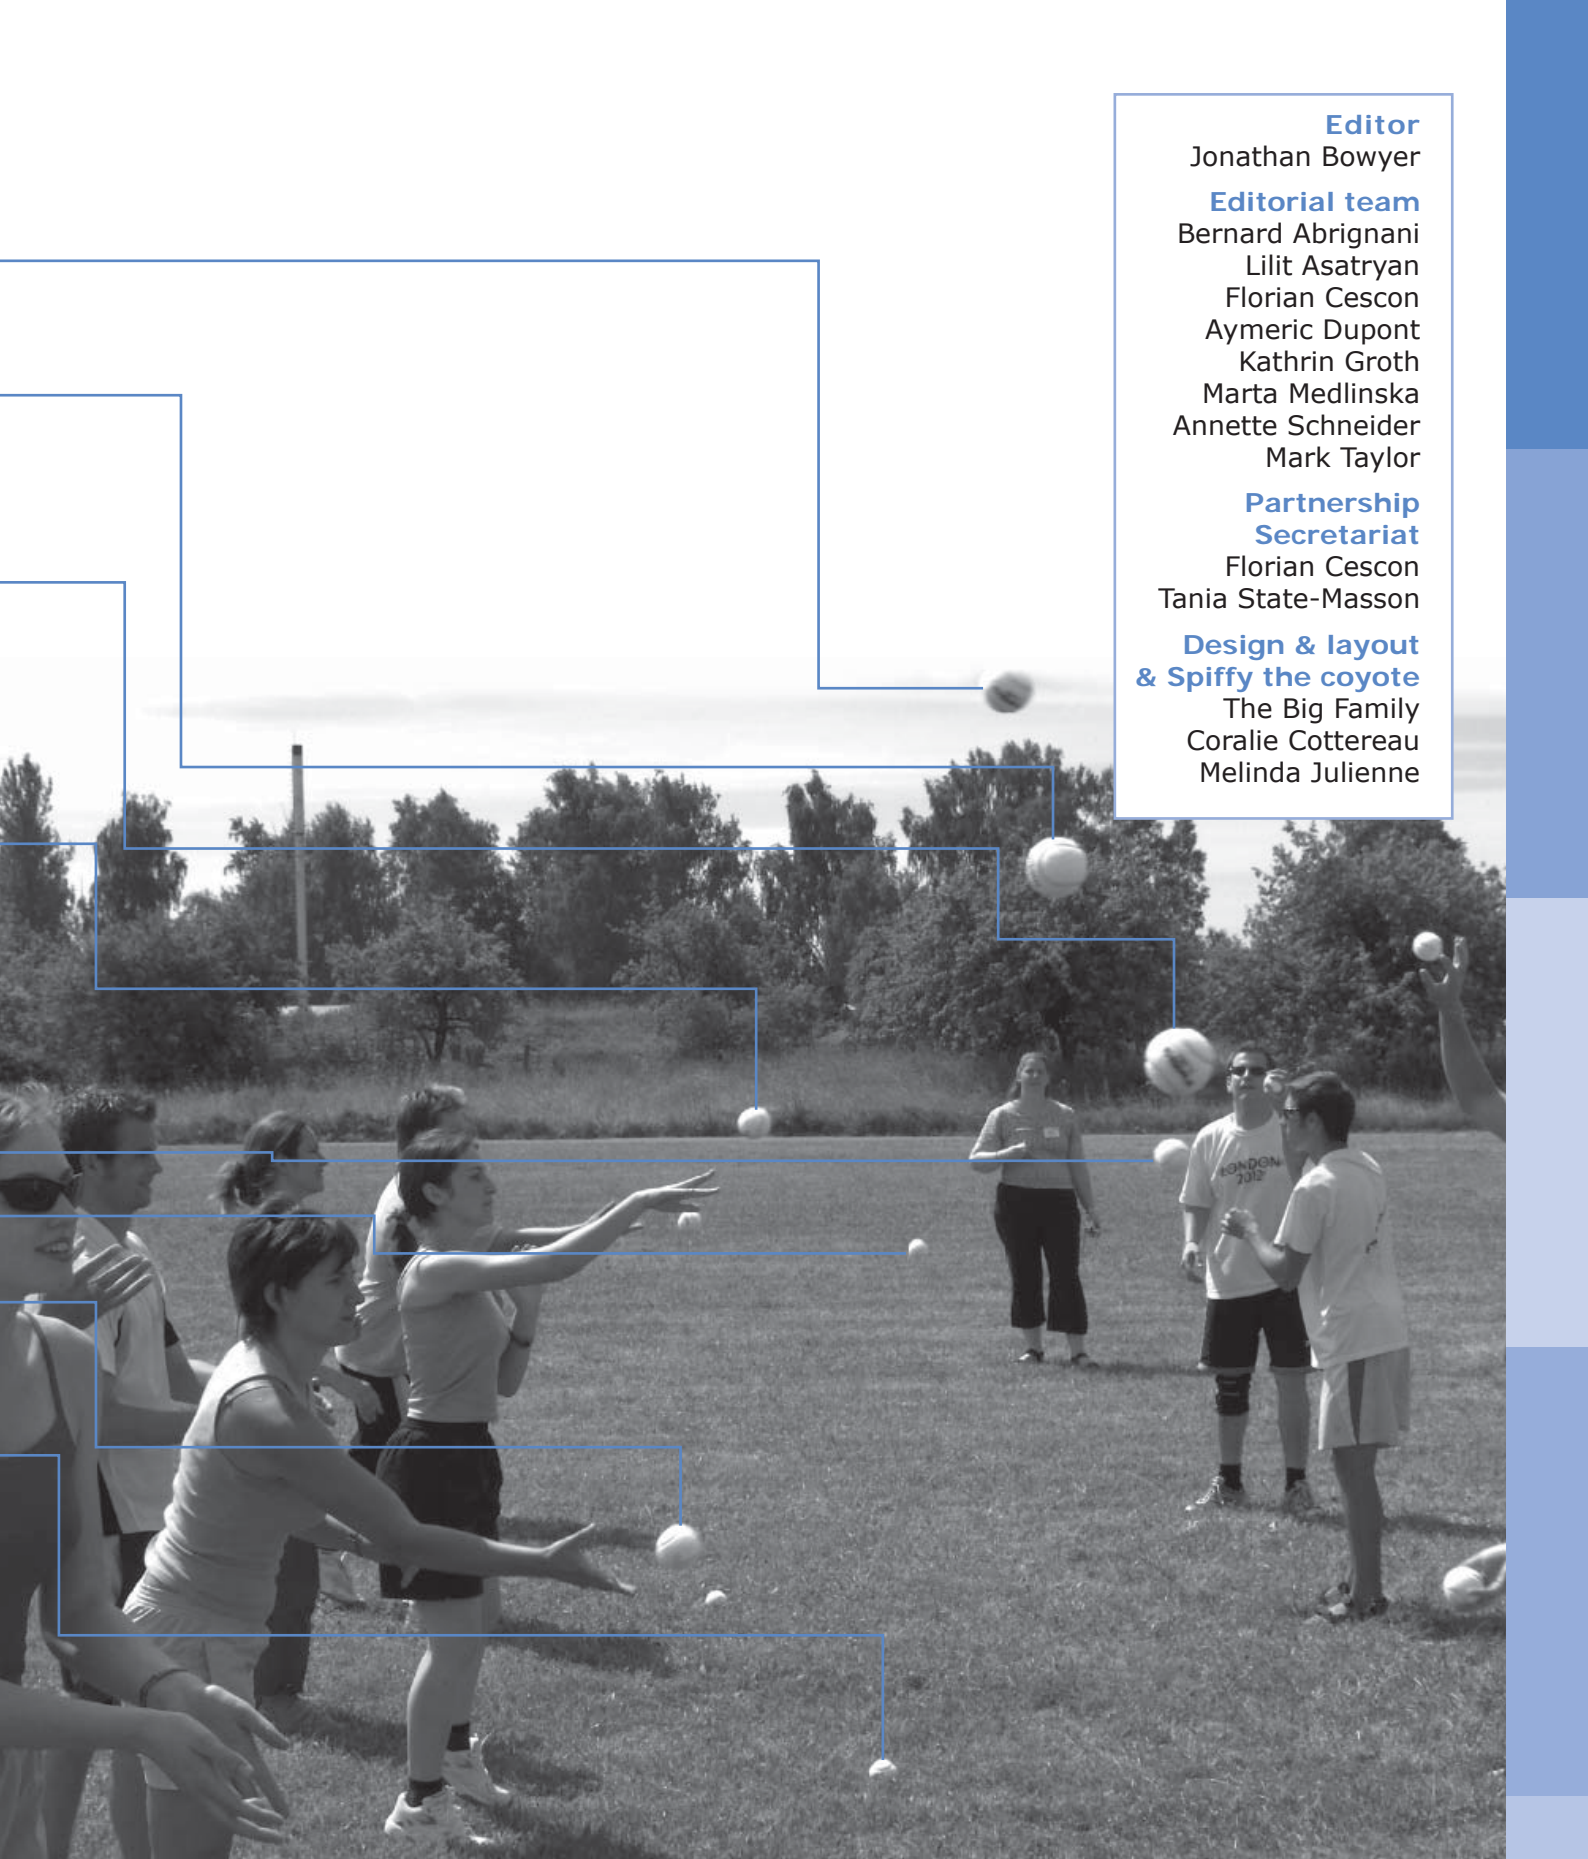 Editor
Jonathan Bowyer
Editorial team
Bernard Abrignani
Lilit Asatryan
Florian Cescon
Aymeric Dupont
Kathrin Groth
Marta Medlinska
Annette Schneider
Mark Taylor
Partnership
Secretariat
Florian Cescon
Tania State-Masson
Design & layout
& Spiffy the coyote
The Big Family
Coralie Cottereau
Melinda Julienne
LONDON
2012